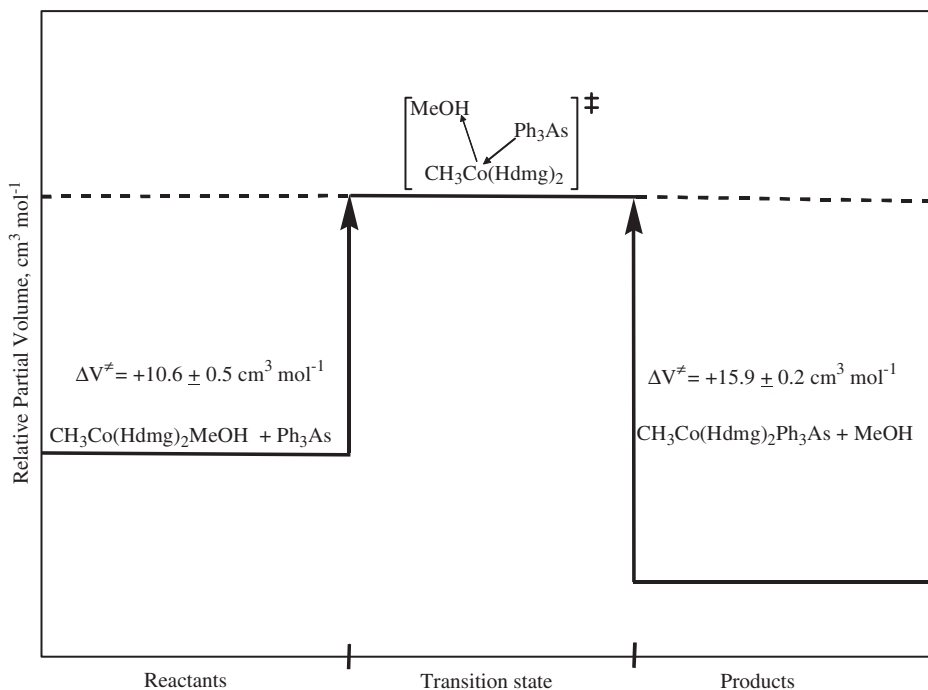 MeOH
‡
Ph₃As
CH₃Co(Hdmg)₂
Relative Partial Volume, cm³ mol⁻¹
ΔV≠ = +10.6 ± 0.5 cm³ mol⁻¹
ΔV≠ = +15.9 ± 0.2 cm³ mol⁻¹
CH₃Co(Hdmg)₂MeOH + Ph₃As
CH₃Co(Hdmg)₂Ph₃As + MeOH
Reactants
Transition state
Products